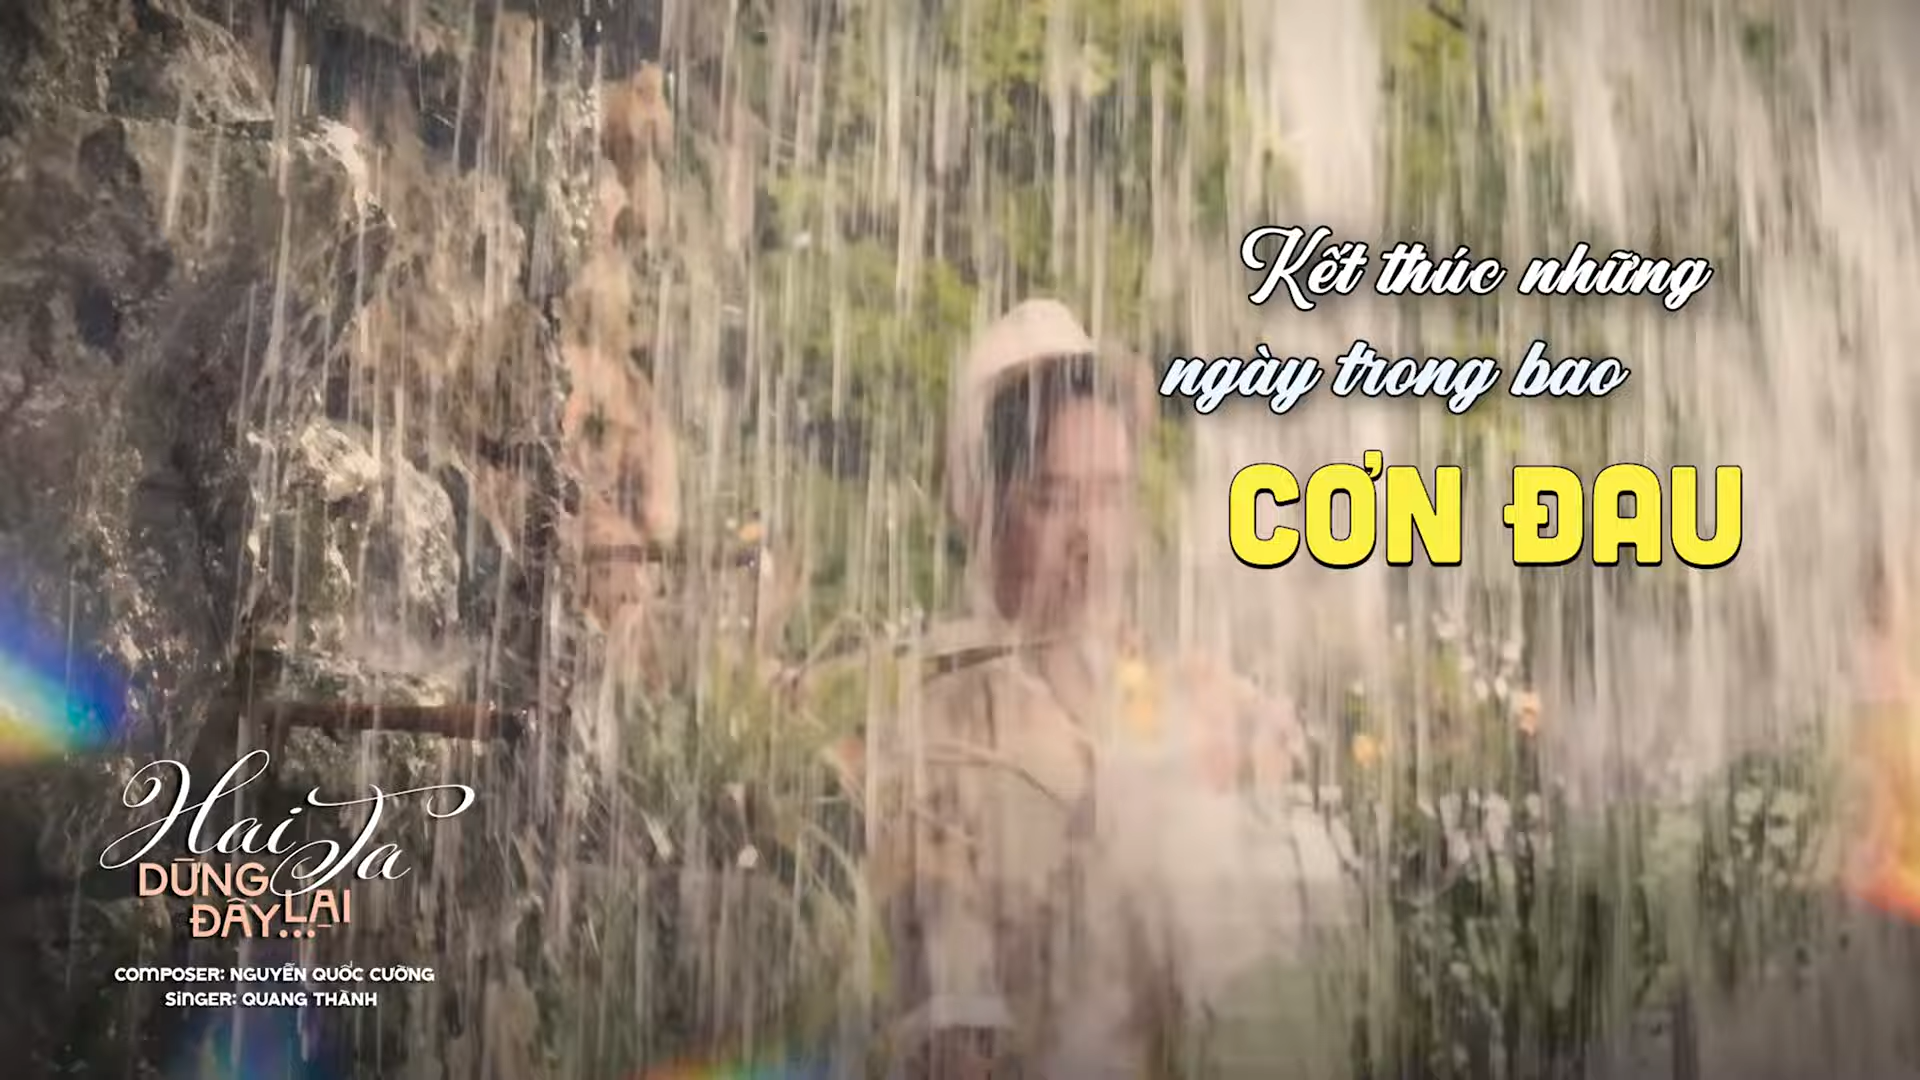 Kết thúc những
ngày trong bao
CƠN ĐAU
Hai Ta
DỪNG LẠI
ĐÂY...
COMPOSER: NGUYỄN QUỐC CƯỜNG
SINGER: QUANG THÀNH